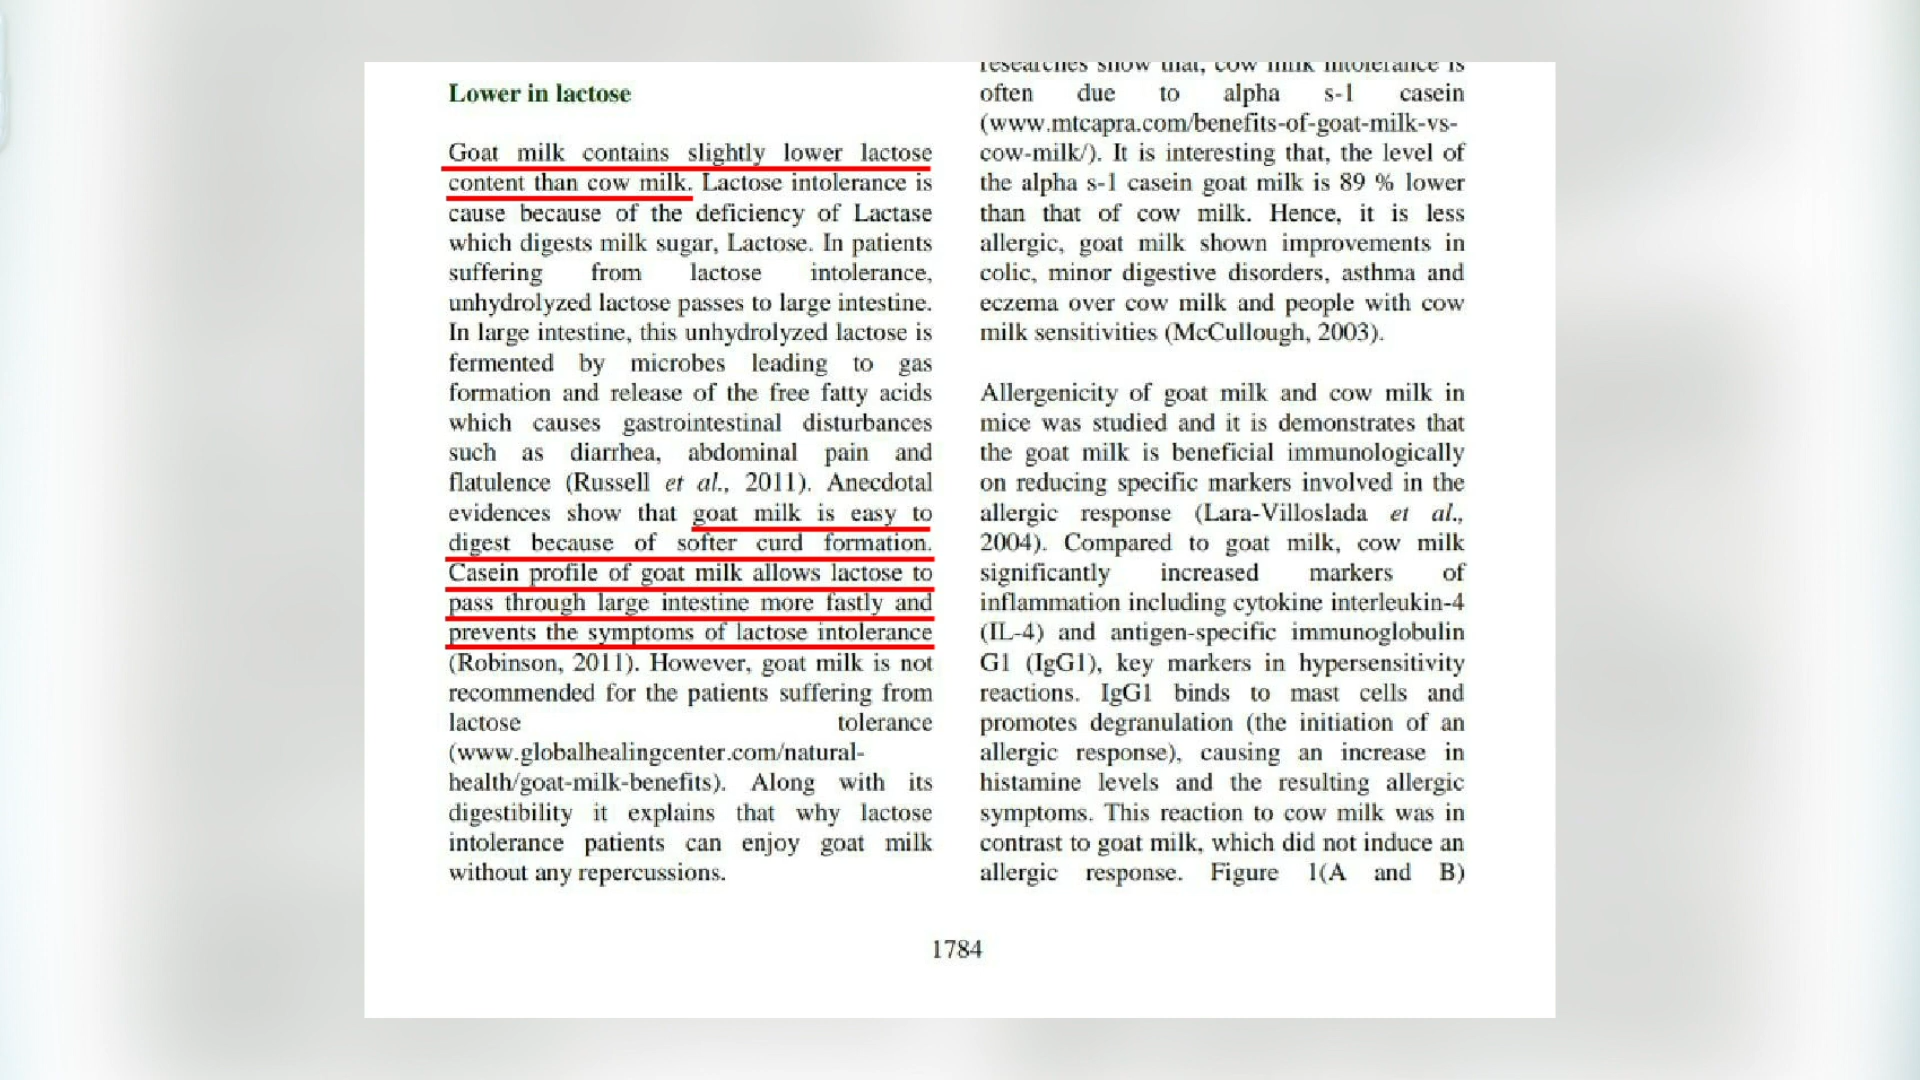 Lower in lactose
Goat milk contains slightly lower lactose
content than cow milk. Lactose intolerance is
cause because of the deficiency of Lactase
which digests milk sugar, Lactose. In patients
suffering from lactose intolerance,
unhydrolyzed lactose passes to large intestine.
In large intestine, this unhydrolyzed lactose is
fermented by microbes leading to gas
formation and release of the free fatty acids
which causes gastrointestinal disturbances
such as diarrhea, abdominal pain and
flatulence (Russell et al., 2011). Anecdotal
evidences show that goat milk is easy to
digest because of softer curd formation.
Casein profile of goat milk allows lactose to
pass through large intestine more fastly and
prevents the symptoms of lactose intolerance
(Robinson, 2011). However, goat milk is not
recommended for the patients suffering from
lactose tolerance
(www.globalhealingcenter.com/natural-
health/goat-milk-benefits). Along with its
digestibility it explains that why lactose
intolerance patients can enjoy goat milk
without any repercussions.
researches show that, cow milk intolerance is
often due to alpha s-1 casein
(www.mtcapra.com/benefits-of-goat-milk-vs-
cow-milk/). It is interesting that, the level of
the alpha s-1 casein goat milk is 89 % lower
than that of cow milk. Hence, it is less
allergic, goat milk shown improvements in
colic, minor digestive disorders, asthma and
eczema over cow milk and people with cow
milk sensitivities (McCullough, 2003).
Allergenicity of goat milk and cow milk in
mice was studied and it is demonstrates that
the goat milk is beneficial immunologically
on reducing specific markers involved in the
allergic response (Lara-Villoslada et al.,
2004). Compared to goat milk, cow milk
significantly increased markers of
inflammation including cytokine interleukin-4
(IL-4) and antigen-specific immunoglobulin
G1 (IgG1), key markers in hypersensitivity
reactions. IgG1 binds to mast cells and
promotes degranulation (the initiation of an
allergic response), causing an increase in
histamine levels and the resulting allergic
symptoms. This reaction to cow milk was in
contrast to goat milk, which did not induce an
allergic response. Figure 1(A and B)
1784